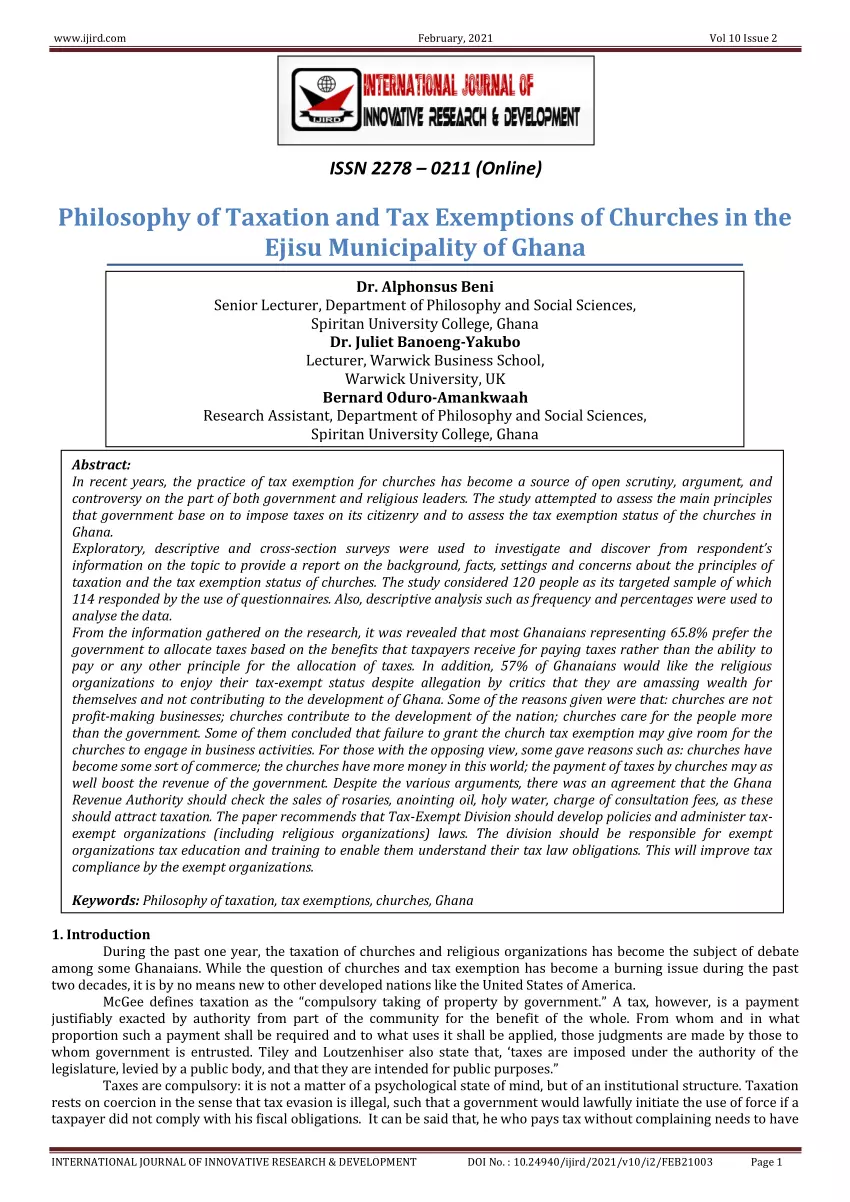 www.ijird.com February, 2021 Vol 10 Issue 2
IJIRD
INTERNATIONAL JOURNAL OF
INNOVATIVE RESEARCH & DEVELOPMENT
ISSN 2278 – 0211 (Online)
Philosophy of Taxation and Tax Exemptions of Churches in the
Ejisu Municipality of Ghana
Dr. Alphonsus Beni
Senior Lecturer, Department of Philosophy and Social Sciences,
Spiritan University College, Ghana
Dr. Juliet Banoeng-Yakubo
Lecturer, Warwick Business School,
Warwick University, UK
Bernard Oduro-Amankwaah
Research Assistant, Department of Philosophy and Social Sciences,
Spiritan University College, Ghana
Abstract:
In recent years, the practice of tax exemption for churches has become a source of open scrutiny, argument, and
controversy on the part of both government and religious leaders. The study attempted to assess the main principles
that government base on to impose taxes on its citizenry and to assess the tax exemption status of the churches in
Ghana.
Exploratory, descriptive and cross-section surveys were used to investigate and discover from respondent's
information on the topic to provide a report on the background, facts, settings and concerns about the principles of
taxation and the tax exemption status of churches. The study considered 120 people as its targeted sample of which
114 responded by the use of questionnaires. Also, descriptive analysis such as frequency and percentages were used to
analyse the data.
From the information gathered on the research, it was revealed that most Ghanaians representing 65.8% prefer the
government to allocate taxes based on the benefits that taxpayers receive for paying taxes rather than the ability to
pay or any other principle for the allocation of taxes. In addition, 57% of Ghanaians would like the religious
organizations to enjoy their tax-exempt status despite allegation by critics that they are amassing wealth for
themselves and not contributing to the development of Ghana. Some of the reasons given were that: churches are not
profit-making businesses; churches contribute to the development of the nation; churches care for the people more
than the government. Some of them concluded that failure to grant the church tax exemption may give room for the
churches to engage in business activities. For those with the opposing view, some gave reasons such as: churches have
become some sort of commerce; the churches have more money in this world; the payment of taxes by churches may as
well boost the revenue of the government. Despite the various arguments, there was an agreement that the Ghana
Revenue Authority should check the sales of rosaries, anointing oil, holy water, charge of consultation fees, as these
should attract taxation. The paper recommends that Tax-Exempt Division should develop policies and administer tax-
exempt organizations (including religious organizations) laws. The division should be responsible for exempt
organizations tax education and training to enable them understand their tax law obligations. This will improve tax
compliance by the exempt organizations.
Keywords: Philosophy of taxation, tax exemptions, churches, Ghana
1. Introduction
During the past one year, the taxation of churches and religious organizations has become the subject of debate
among some Ghanaians. While the question of churches and tax exemption has become a burning issue during the past
two decades, it is by no means new to other developed nations like the United States of America.
McGee defines taxation as the “compulsory taking of property by government.” A tax, however, is a payment
justifiably exacted by authority from part of the community for the benefit of the whole. From whom and in what
proportion such a payment shall be required and to what uses it shall be applied, those judgments are made by those to
whom government is entrusted. Tiley and Loutzenhiser also state that, ‘taxes are imposed under the authority of the
legislature, levied by a public body, and that they are intended for public purposes.”
Taxes are compulsory: it is not a matter of a psychological state of mind, but of an institutional structure. Taxation
rests on coercion in the sense that tax evasion is illegal, such that a government would lawfully initiate the use of force if a
taxpayer did not comply with his fiscal obligations. It can be said that, he who pays tax without complaining needs to have
INTERNATIONAL JOURNAL OF INNOVATIVE RESEARCH & DEVELOPMENT DOI No. : 10.24940/ijird/2021/v10/i2/FEB21003 Page 1